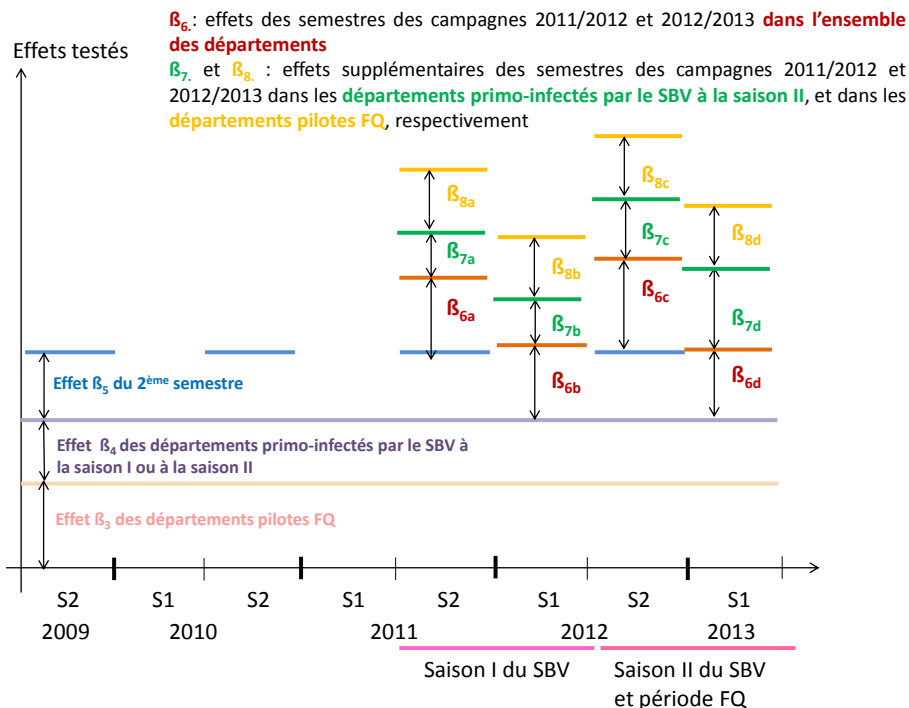 ß6.: effets des semestres des campagnes 2011/2012 et 2012/2013 dans l'ensemble
des départements
Effets testés
ß7. et ß8. : effets supplémentaires des semestres des campagnes 2011/2012 et
2012/2013 dans les départements primo-infectés par le SBV à la saison II, et dans les
départements pilotes FQ, respectivement
ß8a
ß7a
ß6a
ß8b
ß7b
ß6b
ß8c
ß7c
ß6c
ß8d
ß7d
ß6d
Effet ß5 du 2ème semestre
Effet ß4 des départements primo-infectés par le SBV à
la saison I ou à la saison II
Effet ß3 des départements pilotes FQ
S2 S1 S2 S1 S2 S1 S2 S1
2009 2010 2011 2012 2013
Saison I du SBV
Saison II du SBV
et période FQ